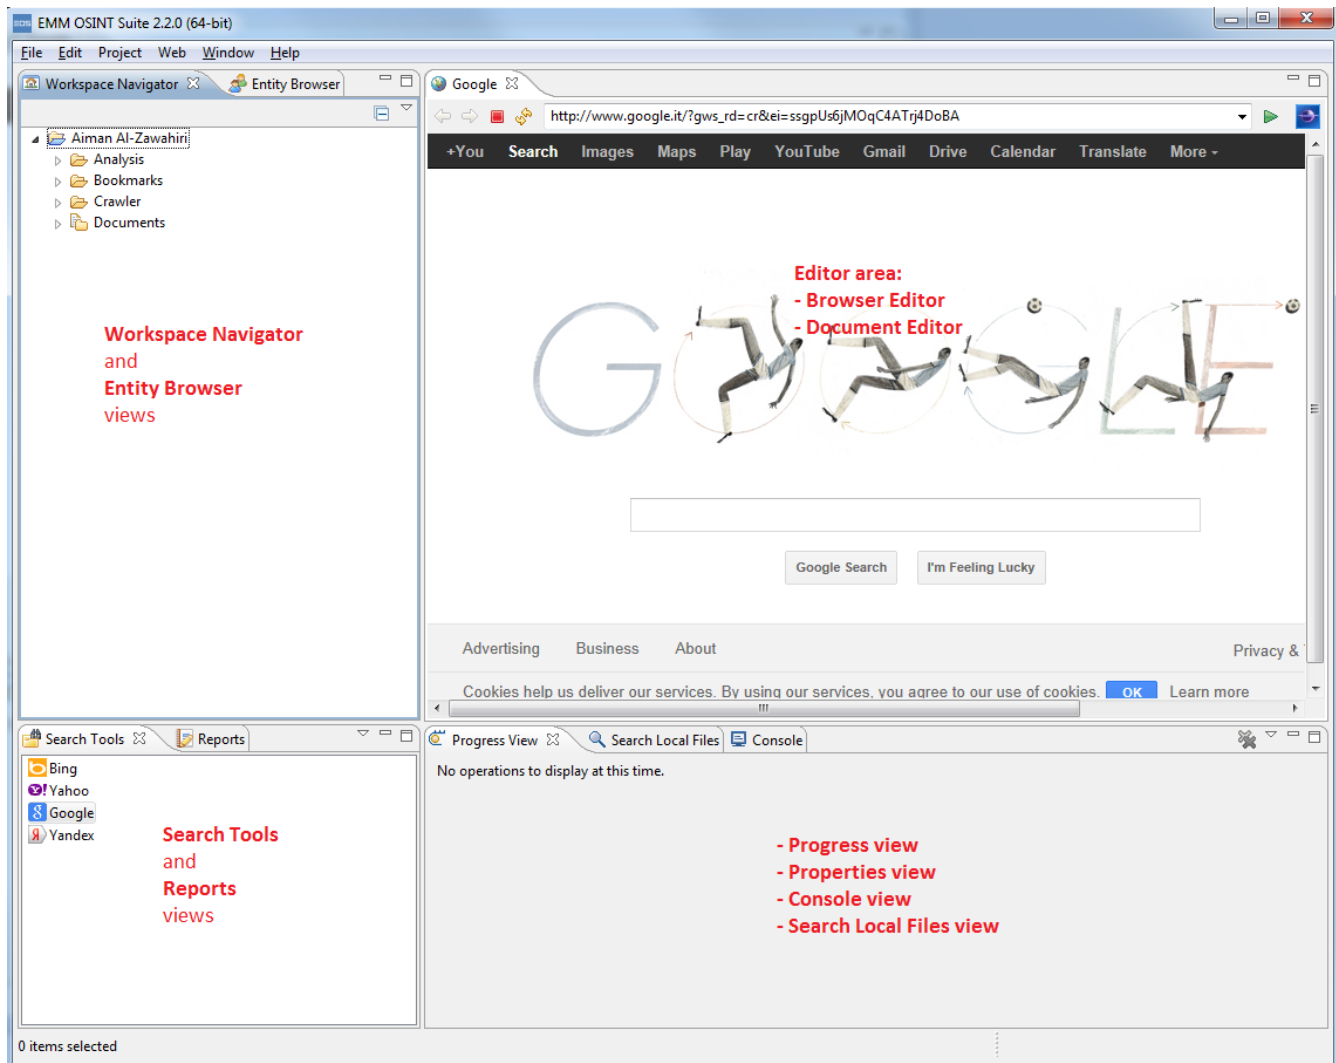 EMM OSINT Suite 2.2.0 (64-bit)
File Edit Project Web Window Help
Workspace Navigator Entity Browser
Aiman Al-Zawahiri
Analysis
Bookmarks
Crawler
Documents
Workspace Navigator
and
Entity Browser
views
Google
http://www.google.it/?gws_rd=cr&ei=ssgpUs6jMOqC4ATrj4DoBA
+You Search Images Maps Play YouTube Gmail Drive Calendar Translate More
Editor area:
- Browser Editor
- Document Editor
GOOGLE
Google Search I'm Feeling Lucky
Advertising Business About Privacy &
Cookies help us deliver our services. By using our services, you agree to our use of cookies. OK Learn more
Search Tools Reports
Bing
Yahoo
Google
Yandex
Search Tools
and
Reports
views
Progress View Search Local Files Console
No operations to display at this time.
- Progress view
- Properties view
- Console view
- Search Local Files view
0 items selected